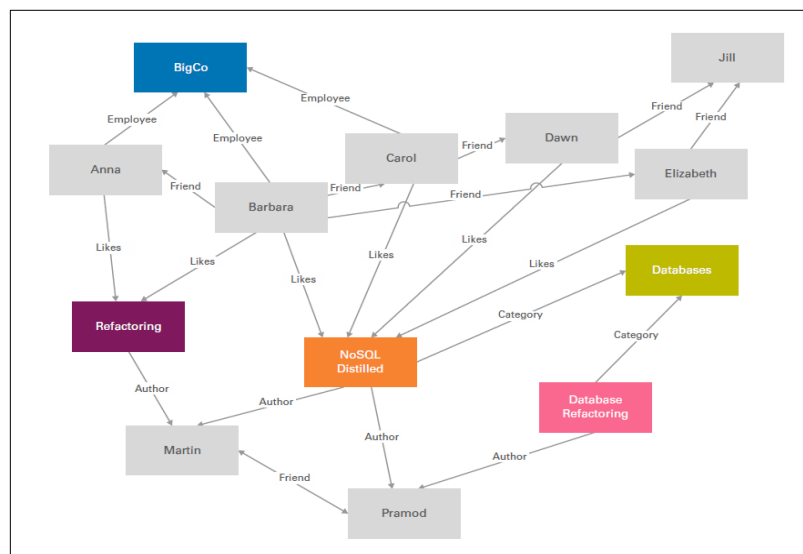 BigCo
Jill
Employee
Employee
Employee
Friend
Friend
Anna
Carol
Friend
Dawn
Elizabeth
Friend
Barbara
Friend
Friend
Likes
Likes
Likes
Likes
Likes
Likes
Databases
Refactoring
Category
Category
NoSQL
Distilled
Author
Author
Database
Refactoring
Author
Author
Martin
Friend
Pramod